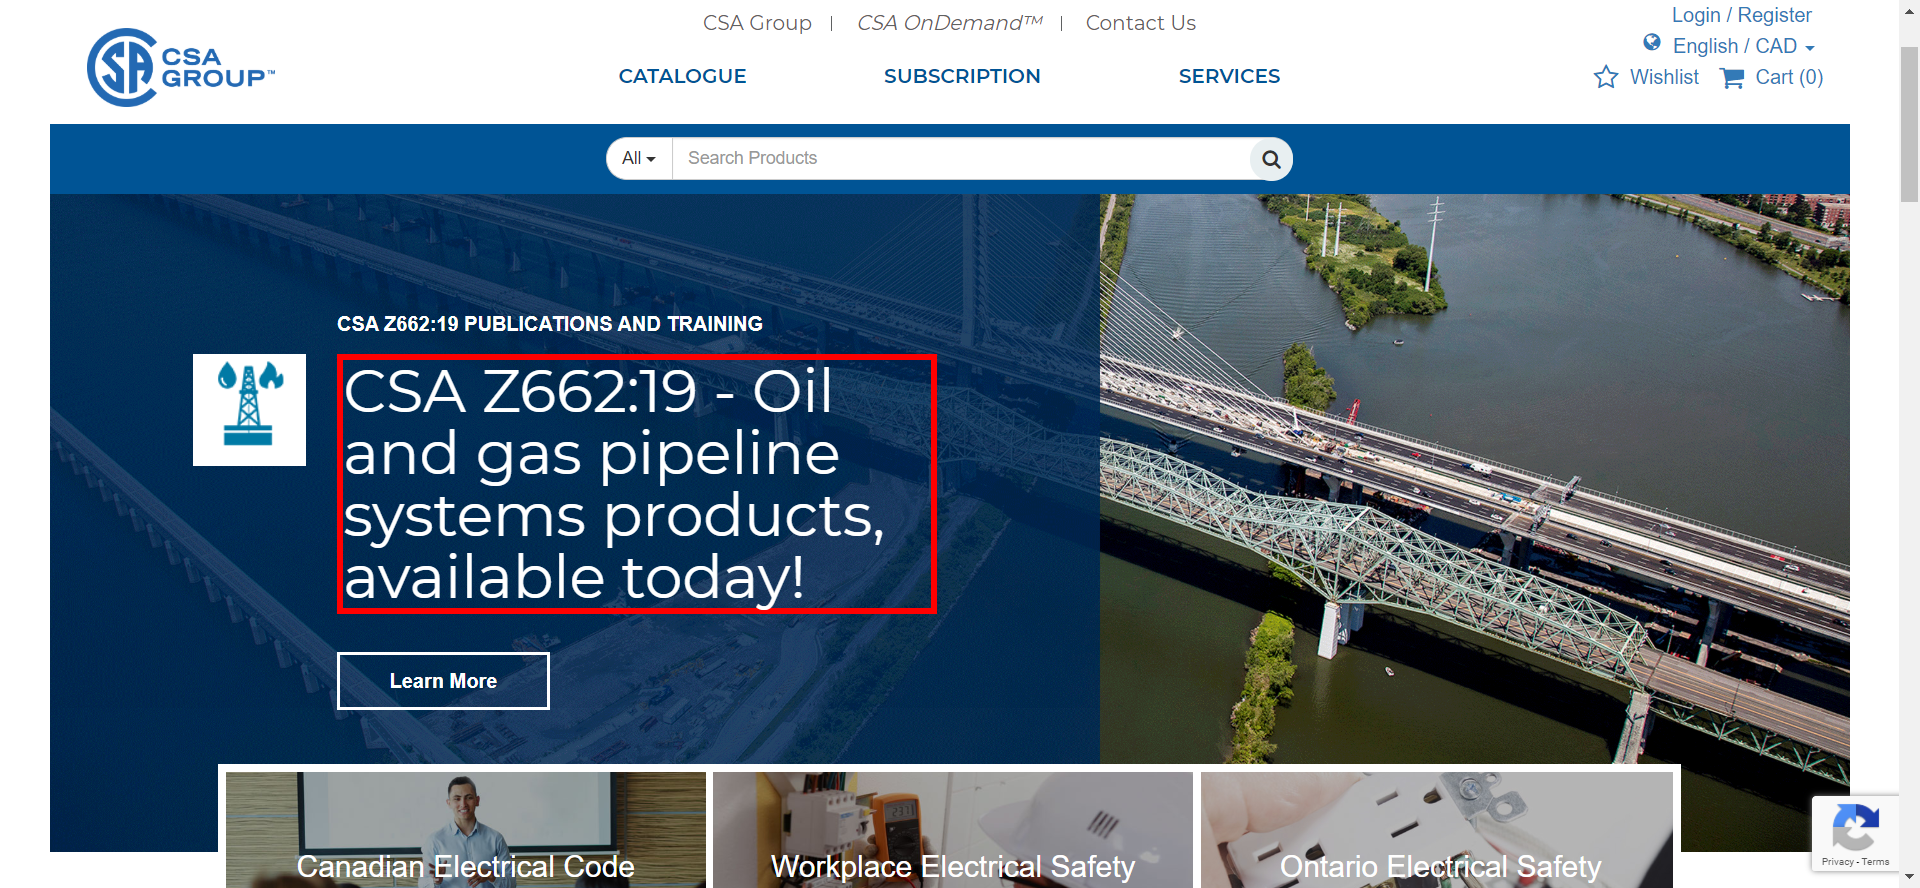 CSA Group | CSA OnDemand™ | Contact Us
Login / Register
English / CAD
CSA
GROUP™
CATALOGUE SUBSCRIPTION SERVICES
Wishlist Cart (0)
All Search Products
CSA Z662:19 PUBLICATIONS AND TRAINING
CSA Z662:19 - Oil
and gas pipeline
systems products,
available today!
Learn More
Canadian Electrical Code
Workplace Electrical Safety
Ontario Electrical Safety
Privacy - Terms